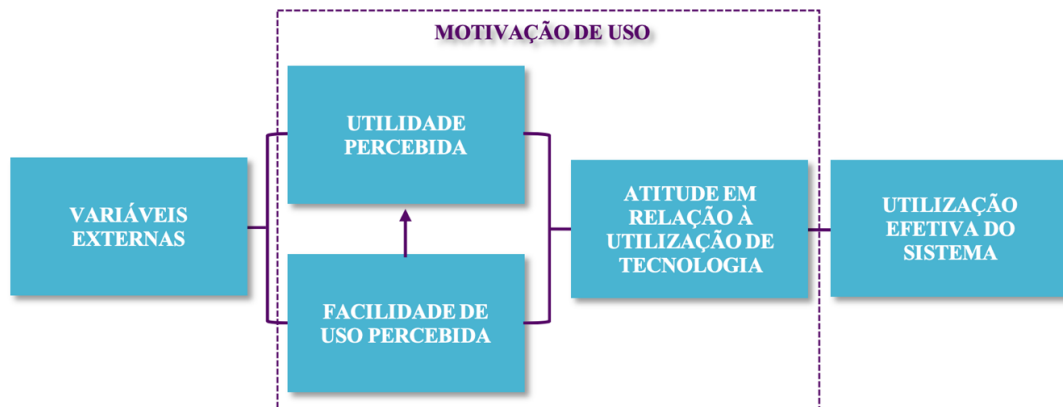 MOTIVAÇÃO DE USO
VARIÁVEIS
EXTERNAS
UTILIDADE
PERCEBIDA
FACILIDADE DE
USO PERCEBIDA
ATITUDE EM
RELAÇÃO À
UTILIZAÇÃO DE
TECNOLOGIA
UTILIZAÇÃO
EFETIVA DO
SISTEMA